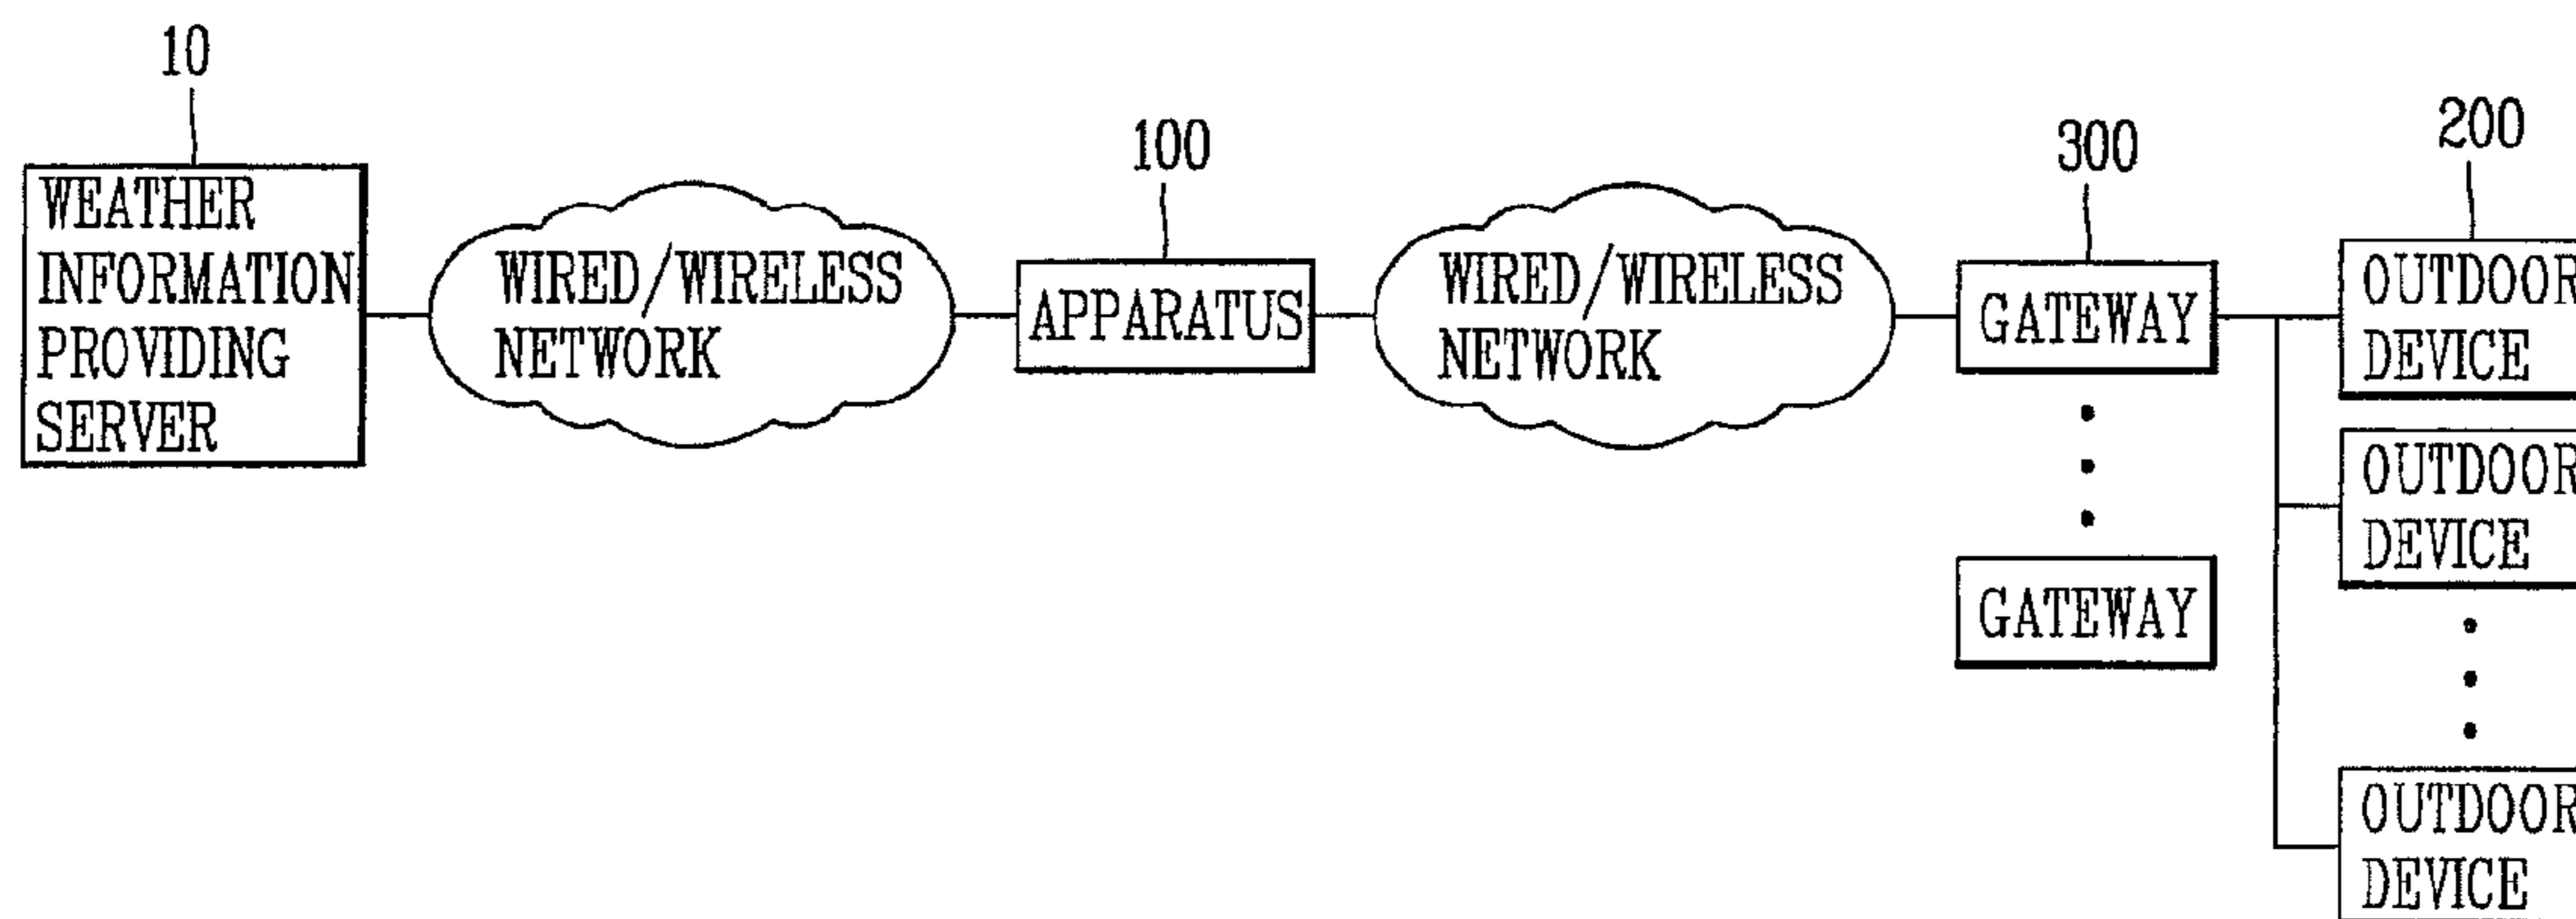 10
WEATHER
INFORMATION
PROVIDING
SERVER
WIRED/WIRELESS
NETWORK
100
APPARATUS
WIRED/WIRELESS
NETWORK
300
GATEWAY
GATEWAY
200
OUTDOOR
DEVICE
OUTDOOR
DEVICE
OUTDOOR
DEVICE